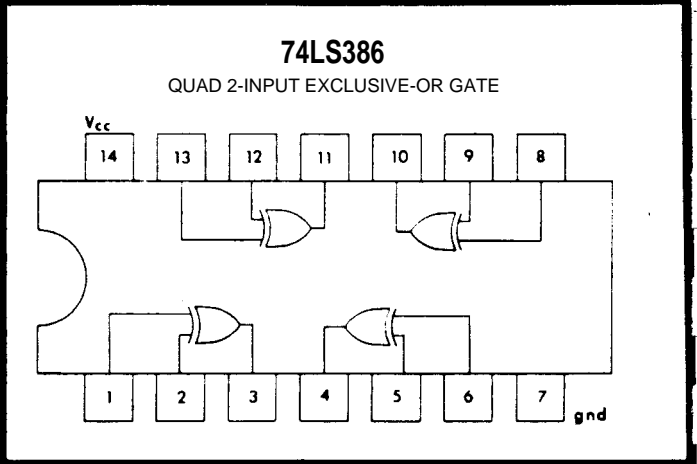 74LS386
QUAD 2-INPUT EXCLUSIVE-OR GATE
Vcc
14 13 12 11 10 9 8
1 2 3 4 5 6 7
gnd